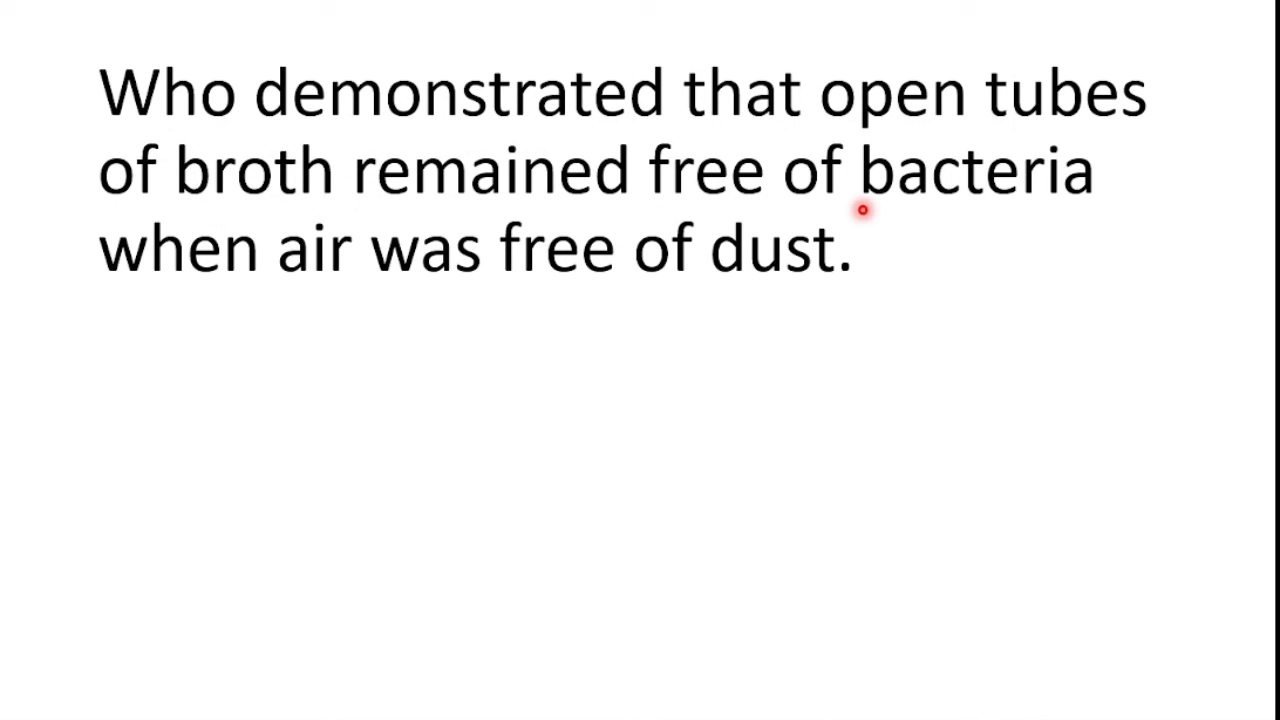 Who demonstrated that open tubes
of broth remained free of bacteria
when air was free of dust.